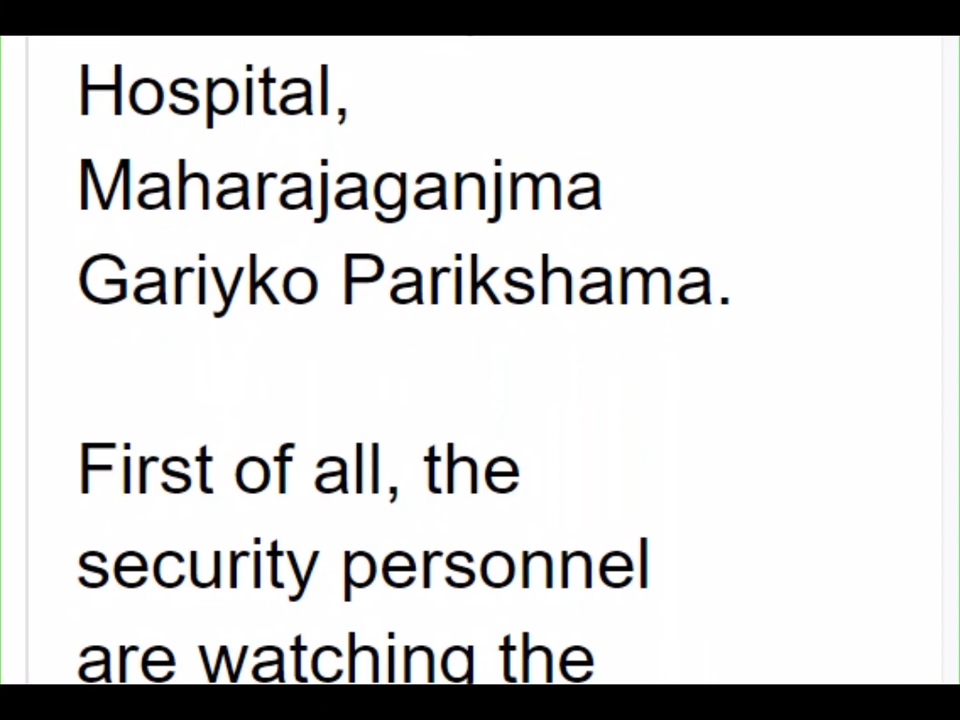 Hospital,
Maharajaganjma
Gariyko Parikshama.
First of all, the
security personnel
are watching the